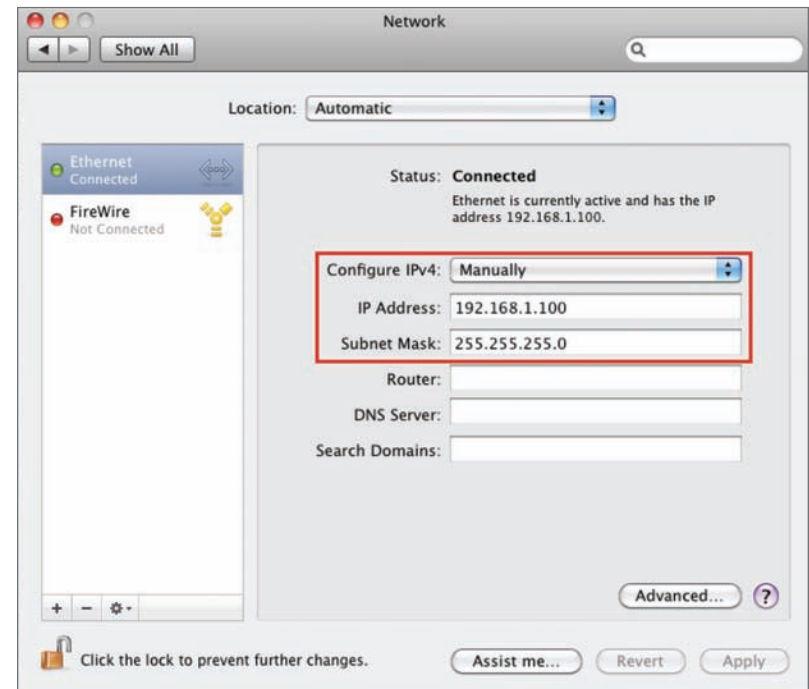 Network
Show All
Location: Automatic
Ethernet
Connected
FireWire
Not Connected
Status: Connected
Ethernet is currently active and has the IP
address 192.168.1.100.
Configure IPv4: Manually
IP Address: 192.168.1.100
Subnet Mask: 255.255.255.0
Router:
DNS Server:
Search Domains:
Advanced... ?
+ −
Click the lock to prevent further changes.
Assist me... Revert Apply